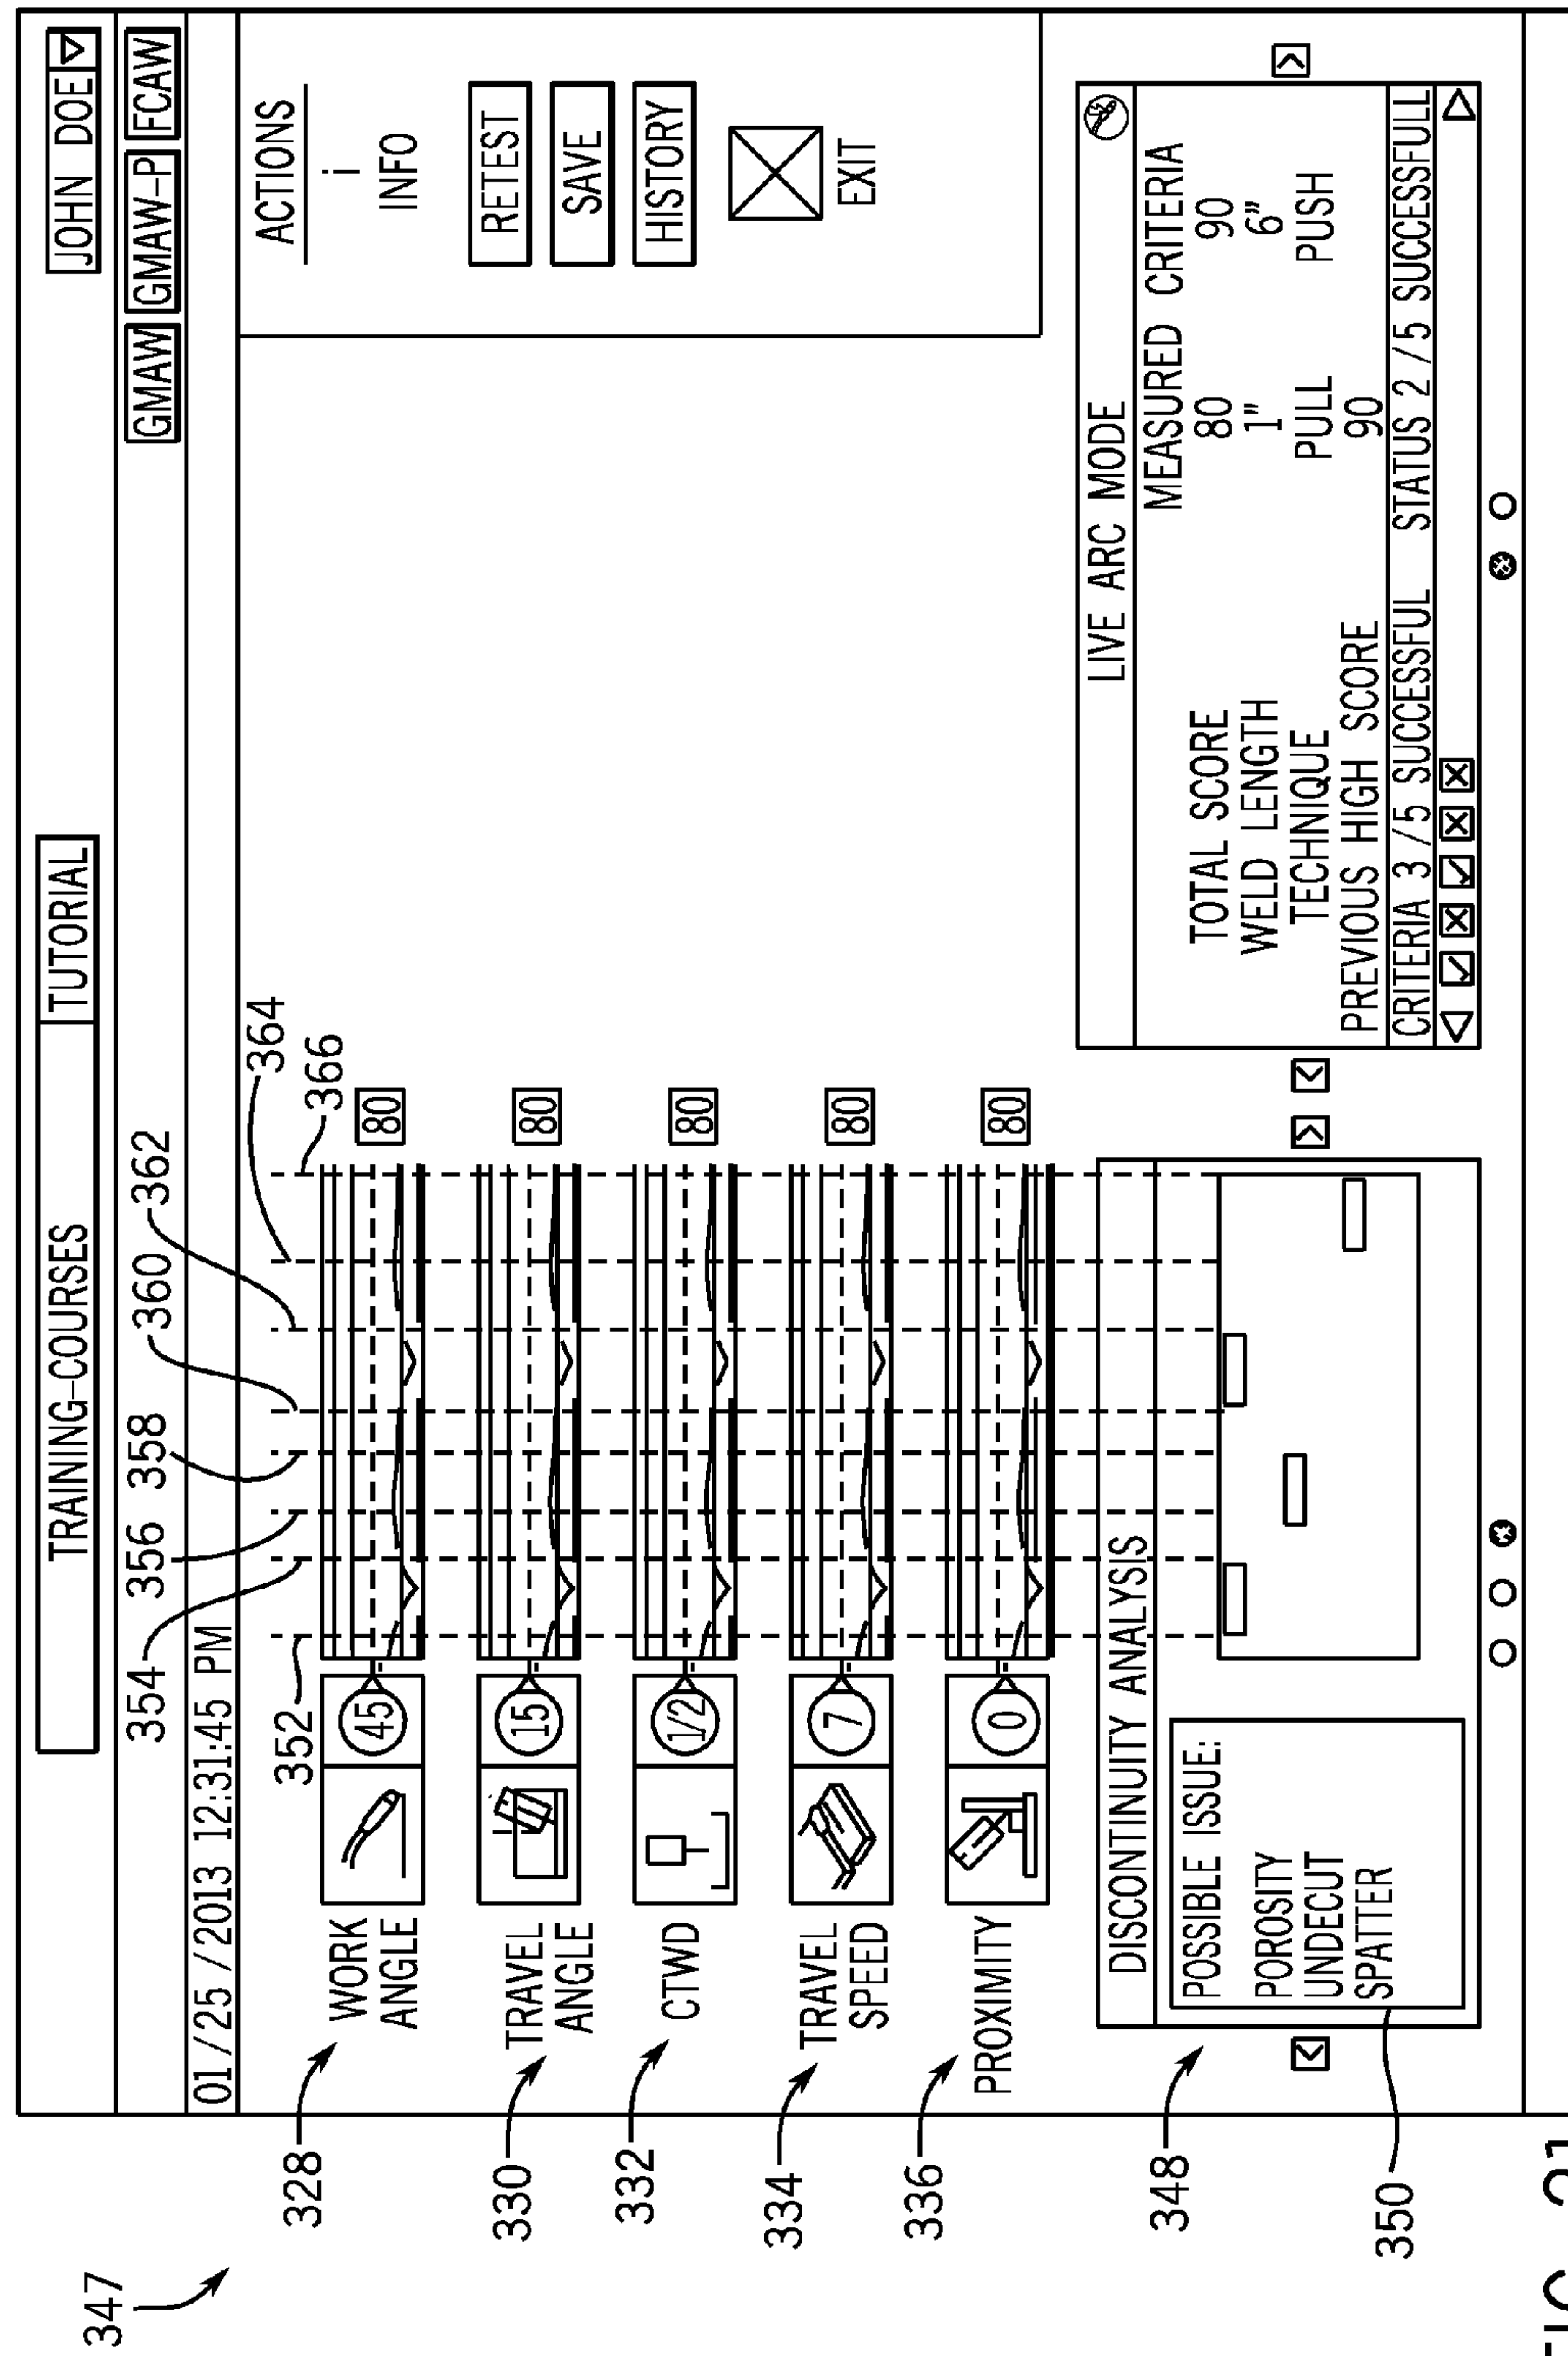 347
TRAINING-COURSES TUTORIAL
JOHN DOE
GMAW GMAW-P FCAW
01/25/2013 12:31:45 PM
354 356 358 360 362
352
364
366
328
WORK
ANGLE
45
80
330
TRAVEL
ANGLE
15
80
332
CTWD
1/2
80
334
TRAVEL
SPEED
7
80
336
PROXIMITY
0
80
ACTIONS
i
INFO
RETEST
SAVE
HISTORY
EXIT
348
DISCONTINUITY ANALYSIS
POSSIBLE ISSUE:
POROSITY
UNDECUT
SPATTER
350
LIVE ARC MODE
MEASURED CRITERIA
TOTAL SCORE 80 90
WELD LENGTH 1" 6"
TECHNIQUE PULL PUSH
PREVIOUS HIGH SCORE 90
CRITERIA 3/5 SUCCESSFUL STATUS 2/5 SUCCESSFULL